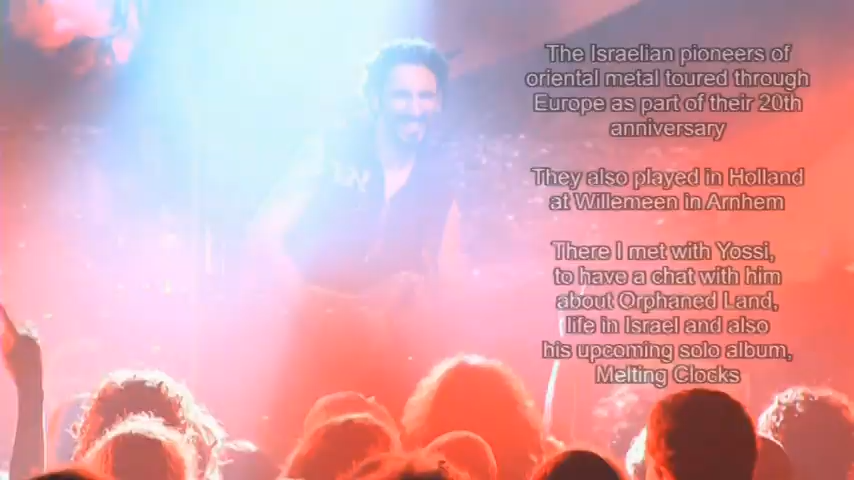 The Israelian pioneers of
oriental metal toured through
Europe as part of their 20th
anniversary
They also played in Holland
at Willemeen in Arnhem
There I met with Yossi,
to have a chat with him
about Orphaned Land,
life in Israel and also
his upcoming solo album,
Melting Clocks